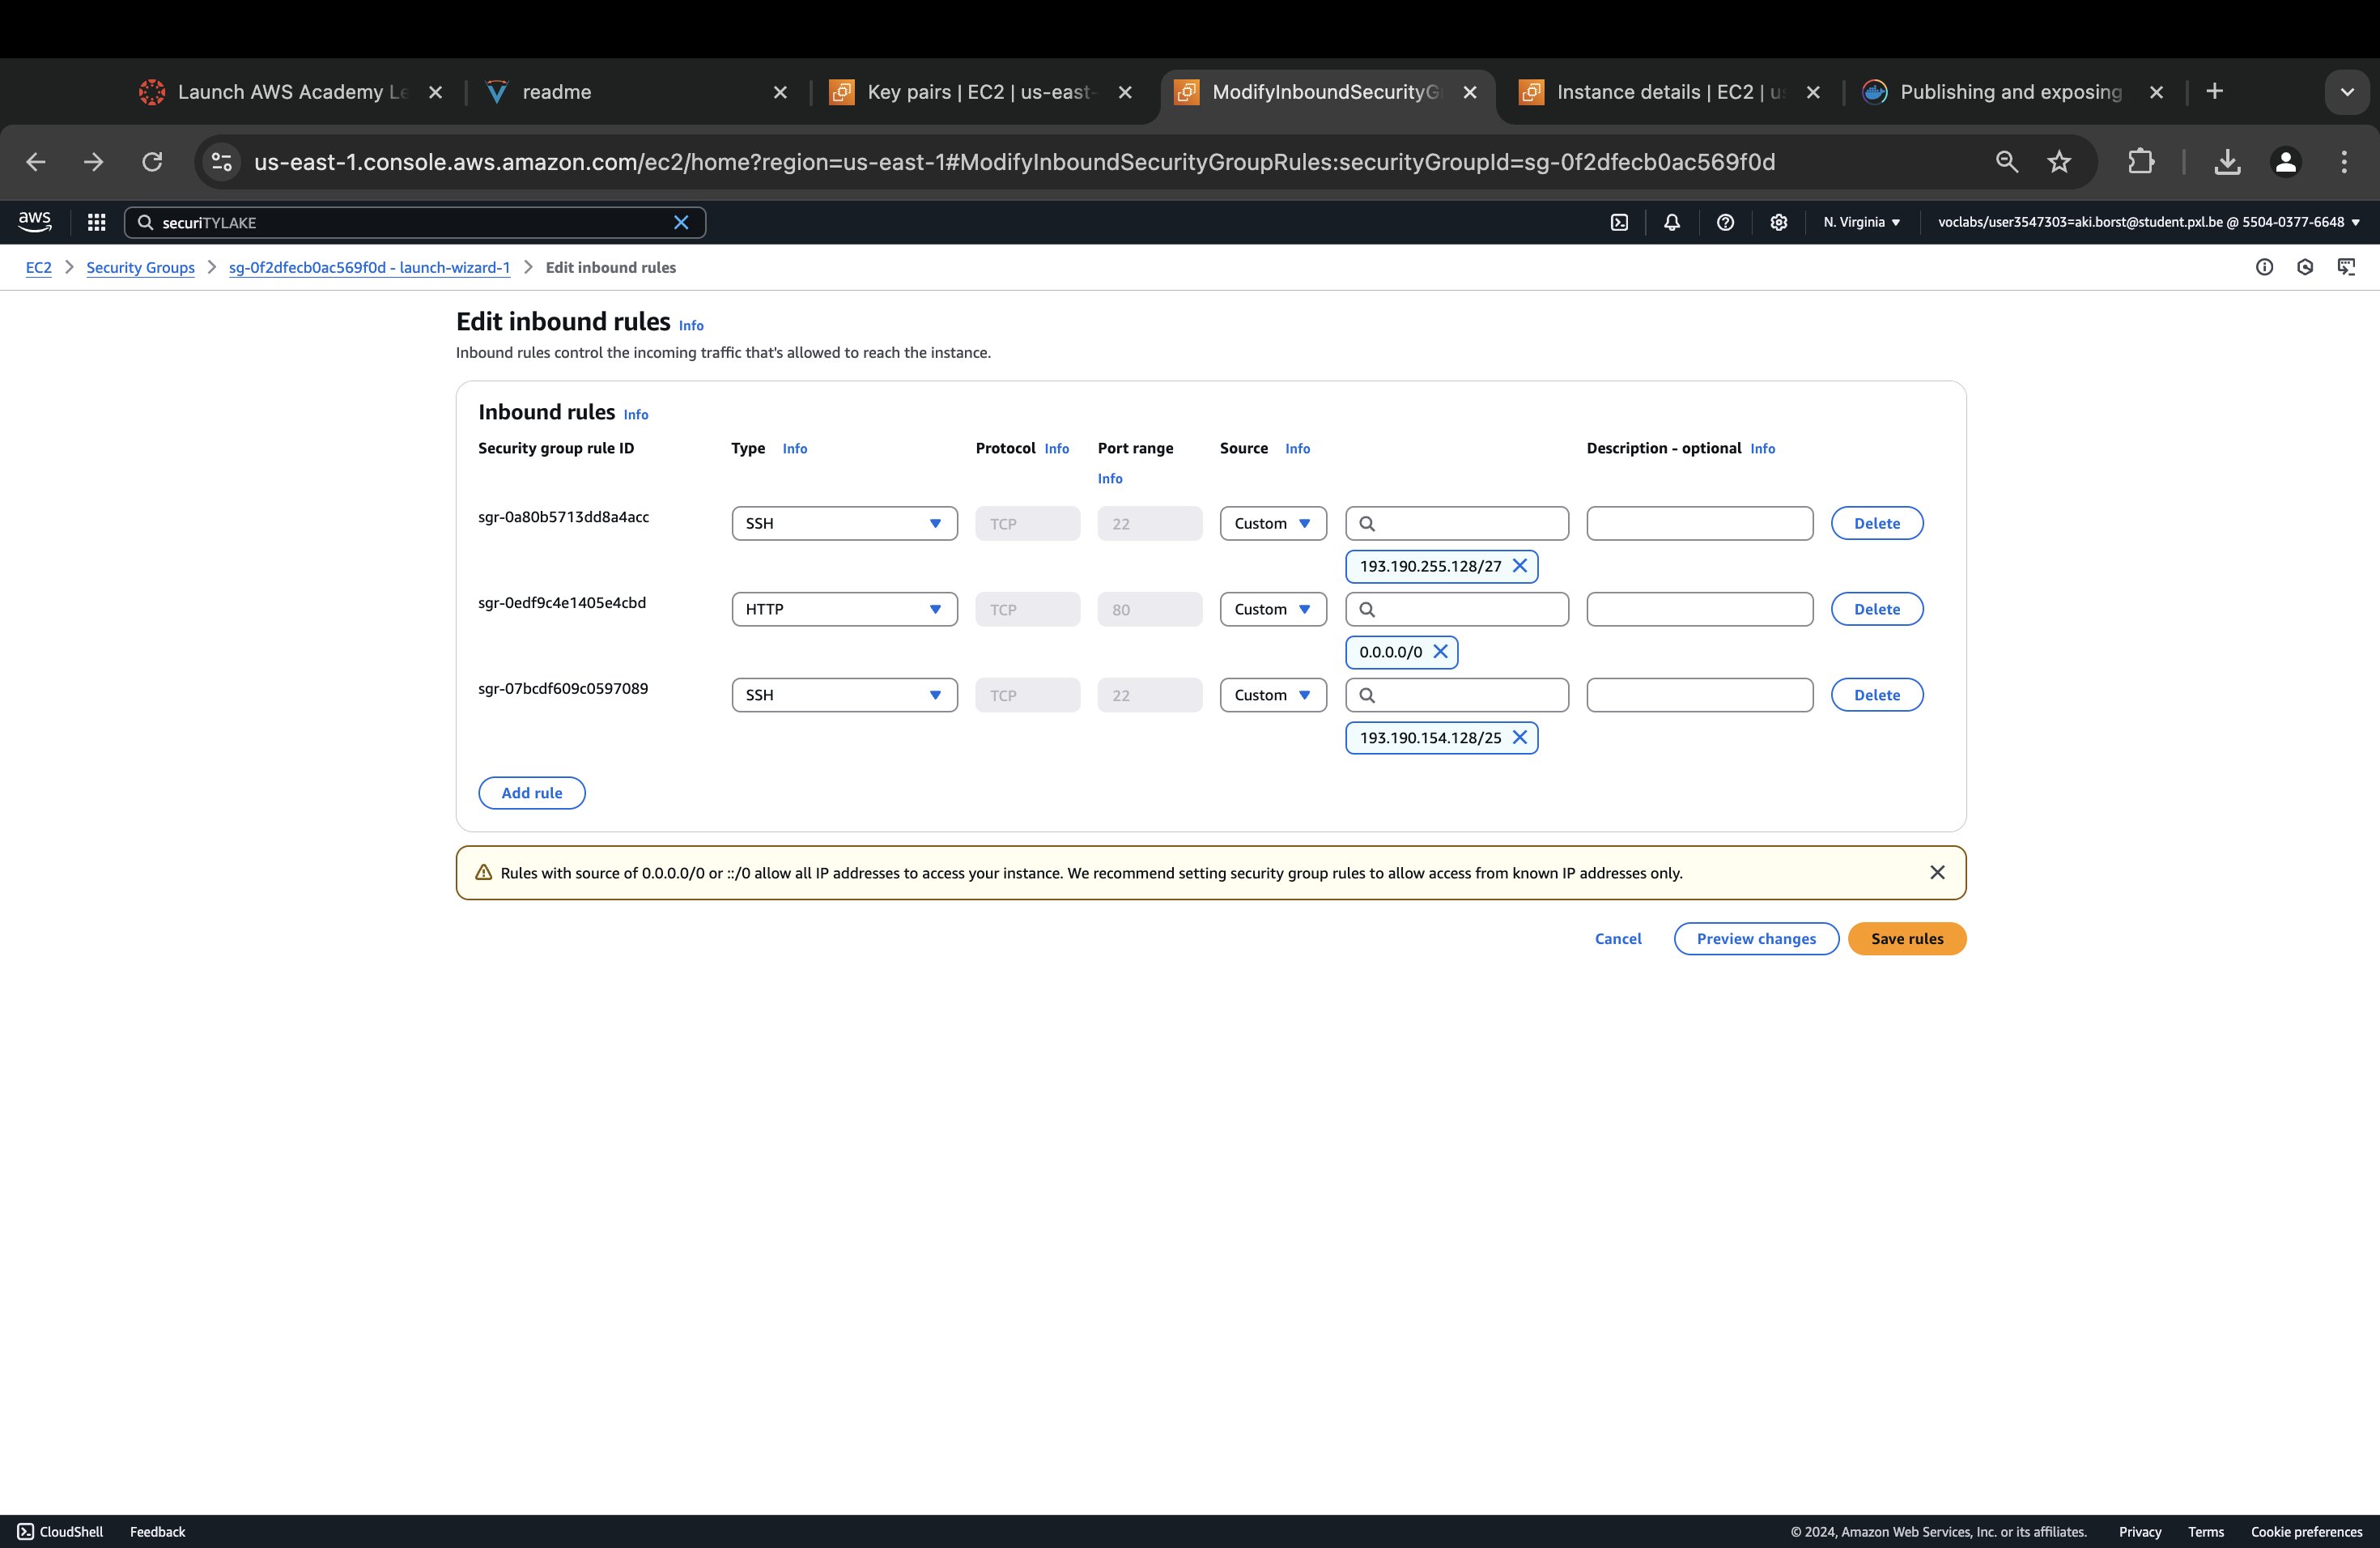 Launch AWS Academy Le
readme
Key pairs | EC2 | us-east-
ModifyInboundSecurityG
Instance details | EC2 | us
Publishing and exposing
us-east-1.console.aws.amazon.com/ec2/home?region=us-east-1#ModifyInboundSecurityGroupRules:securityGroupId=sg-0f2dfecb0ac569f0d
aws
securiTYLAKE
N. Virginia
voclabs/user3547303=aki.borst@student.pxl.be @ 5504-0377-6648
EC2
Security Groups
sg-0f2dfecb0ac569f0d - launch-wizard-1
Edit inbound rules
Edit inbound rules Info
Inbound rules control the incoming traffic that's allowed to reach the instance.
Inbound rules Info
Security group rule ID
Type Info
Protocol Info
Port range
Info
Source Info
Description - optional Info
sgr-0a80b5713dd8a4acc
SSH
TCP
22
Custom
Delete
193.190.255.128/27
sgr-0edf9c4e1405e4cbd
HTTP
TCP
80
Custom
Delete
0.0.0.0/0
sgr-07bcdf609c0597089
SSH
TCP
22
Custom
Delete
193.190.154.128/25
Add rule
Rules with source of 0.0.0.0/0 or ::/0 allow all IP addresses to access your instance. We recommend setting security group rules to allow access from known IP addresses only.
Cancel
Preview changes
Save rules
CloudShell
Feedback
© 2024, Amazon Web Services, Inc. or its affiliates.
Privacy
Terms
Cookie preferences